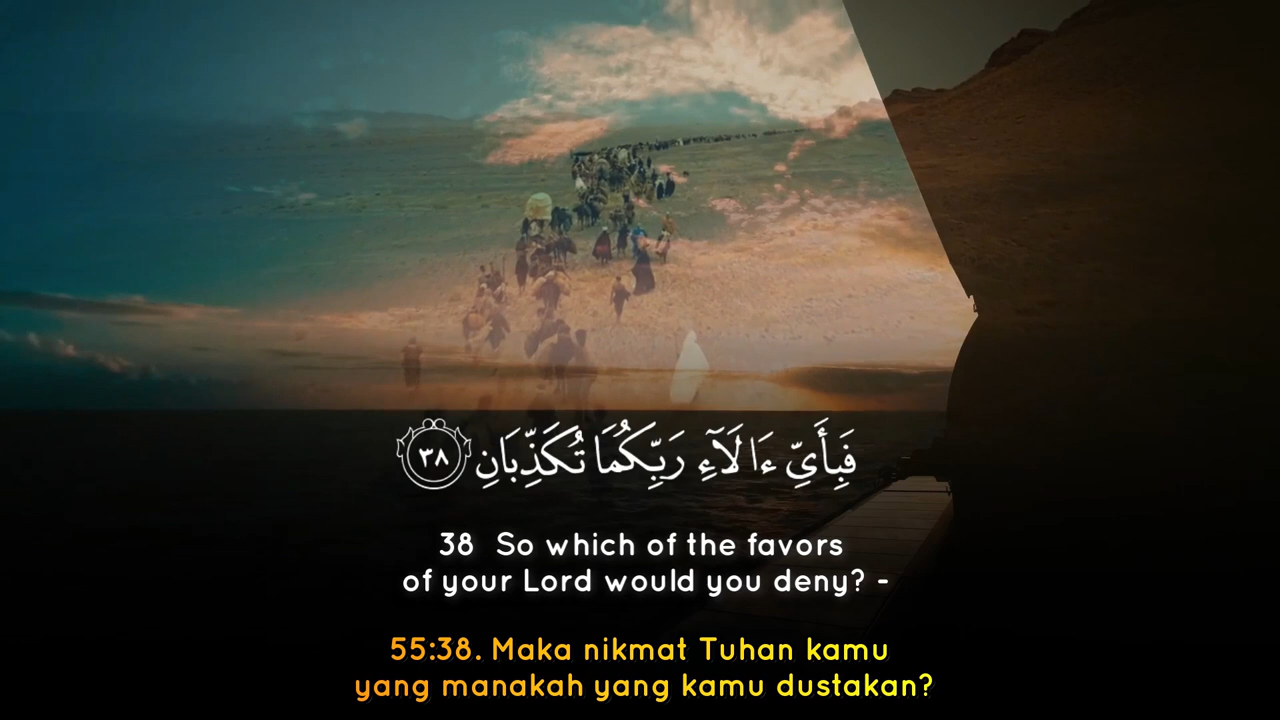 فَبِأَيِّ ءَالَآءِ رَبِّكُمَا تُكَذِّبَانِ ٣٨
38 So which of the favors
of your Lord would you deny? -
55:38. Maka nikmat Tuhan kamu
yang manakah yang kamu dustakan?